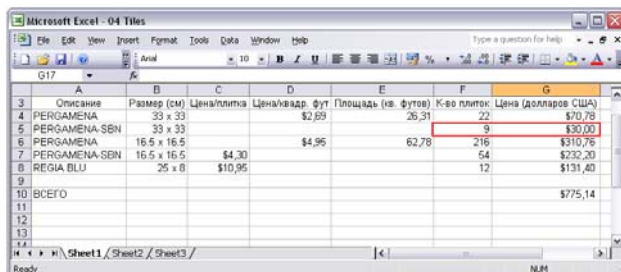 Microsoft Excel - 04 Tiles
File Edit View Insert Format Tools Data Window Help Type a question for help
Arial 10 B I U
G17 fx
A B C D E F G
3 Описание Размер (см) Цена/плитка Цена/квадр. фут Площадь (кв. футов) К-во плиток Цена (долларов США)
4 PERGAMENA 33 x 33 $2,69 26,31 22 $70,78
5 PERGAMENA-SBN 33 x 33 9 $30,00
6 PERGAMENA 16.5 x 16.5 $4,95 62,78 216 $310,76
7 PERGAMENA-SBN 16.5 x 16.5 $4,30 54 $232,20
8 REGIA BLU 25 x 8 $10,95 12 $131,40
9
10 ВСЕГО $775,14
11
12
13
14
Sheet1 Sheet2 Sheet3
Ready NUM